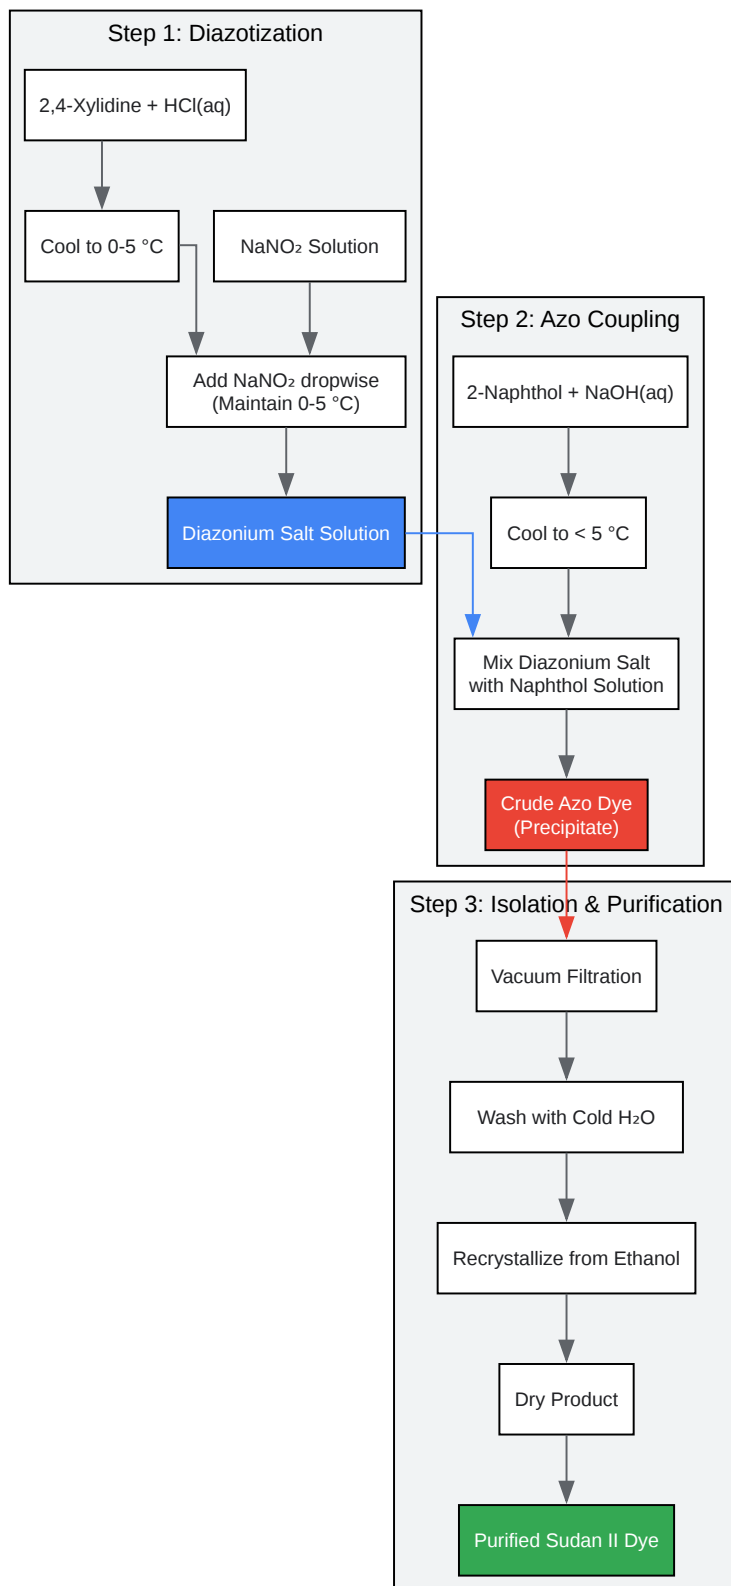 Step 1: Diazotization
2,4-Xylidine + HCl(aq)
Cool to 0-5 °C
NaNO₂ Solution
Add NaNO₂ dropwise
(Maintain 0-5 °C)
Diazonium Salt Solution
Step 2: Azo Coupling
2-Naphthol + NaOH(aq)
Cool to < 5 °C
Mix Diazonium Salt
with Naphthol Solution
Crude Azo Dye
(Precipitate)
Step 3: Isolation & Purification
Vacuum Filtration
Wash with Cold H₂O
Recrystallize from Ethanol
Dry Product
Purified Sudan II Dye